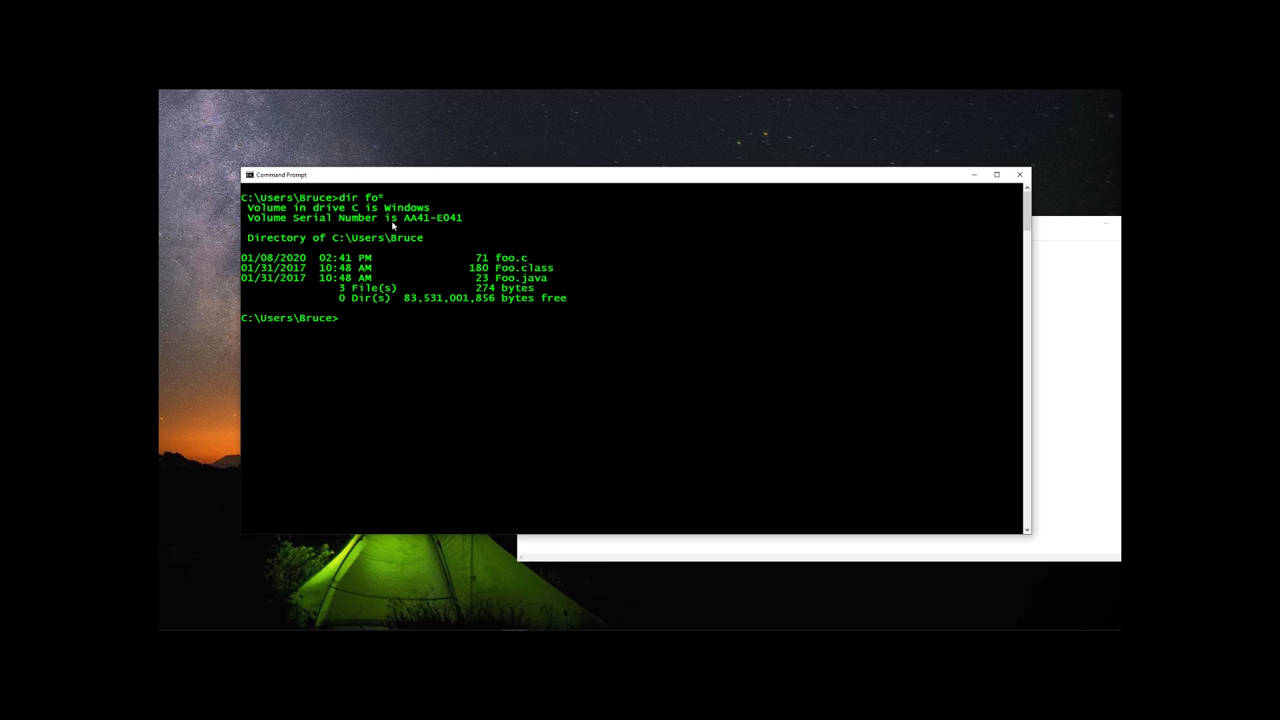 Command Prompt
C:\Users\Bruce>dir fo*
 Volume in drive C is Windows
 Volume Serial Number is AA41-E041

 Directory of C:\Users\Bruce

01/08/2020  02:41 PM                71 foo.c
01/31/2017  10:48 AM               180 Foo.class
01/31/2017  10:48 AM                23 Foo.java
               3 File(s)            274 bytes
               0 Dir(s)  83,531,001,856 bytes free

C:\Users\Bruce>